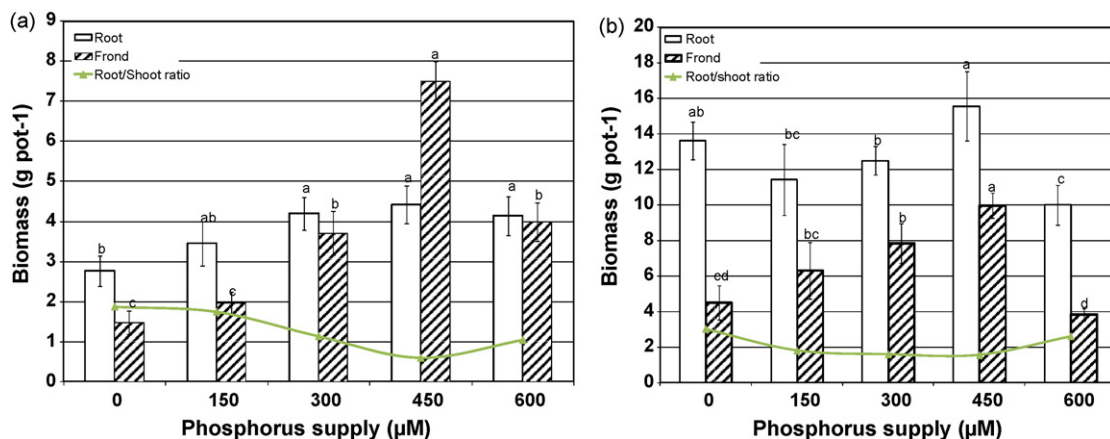 (a)
9
8
7
6
5
4
3
2
1
0
Biomass (g pot-1)
Root
Frond
Root/Shoot ratio
b
c
ab
c
a
b
a
a
a
b
0 150 300 450 600
Phosphorus supply (µM)
(b)
20
18
16
14
12
10
8
6
4
2
0
Biomass (g pot-1)
Root
Frond
Root/shoot ratio
ab
cd
bc
bc
b
b
a
a
c
d
0 150 300 450 600
Phosphorus supply (µM)